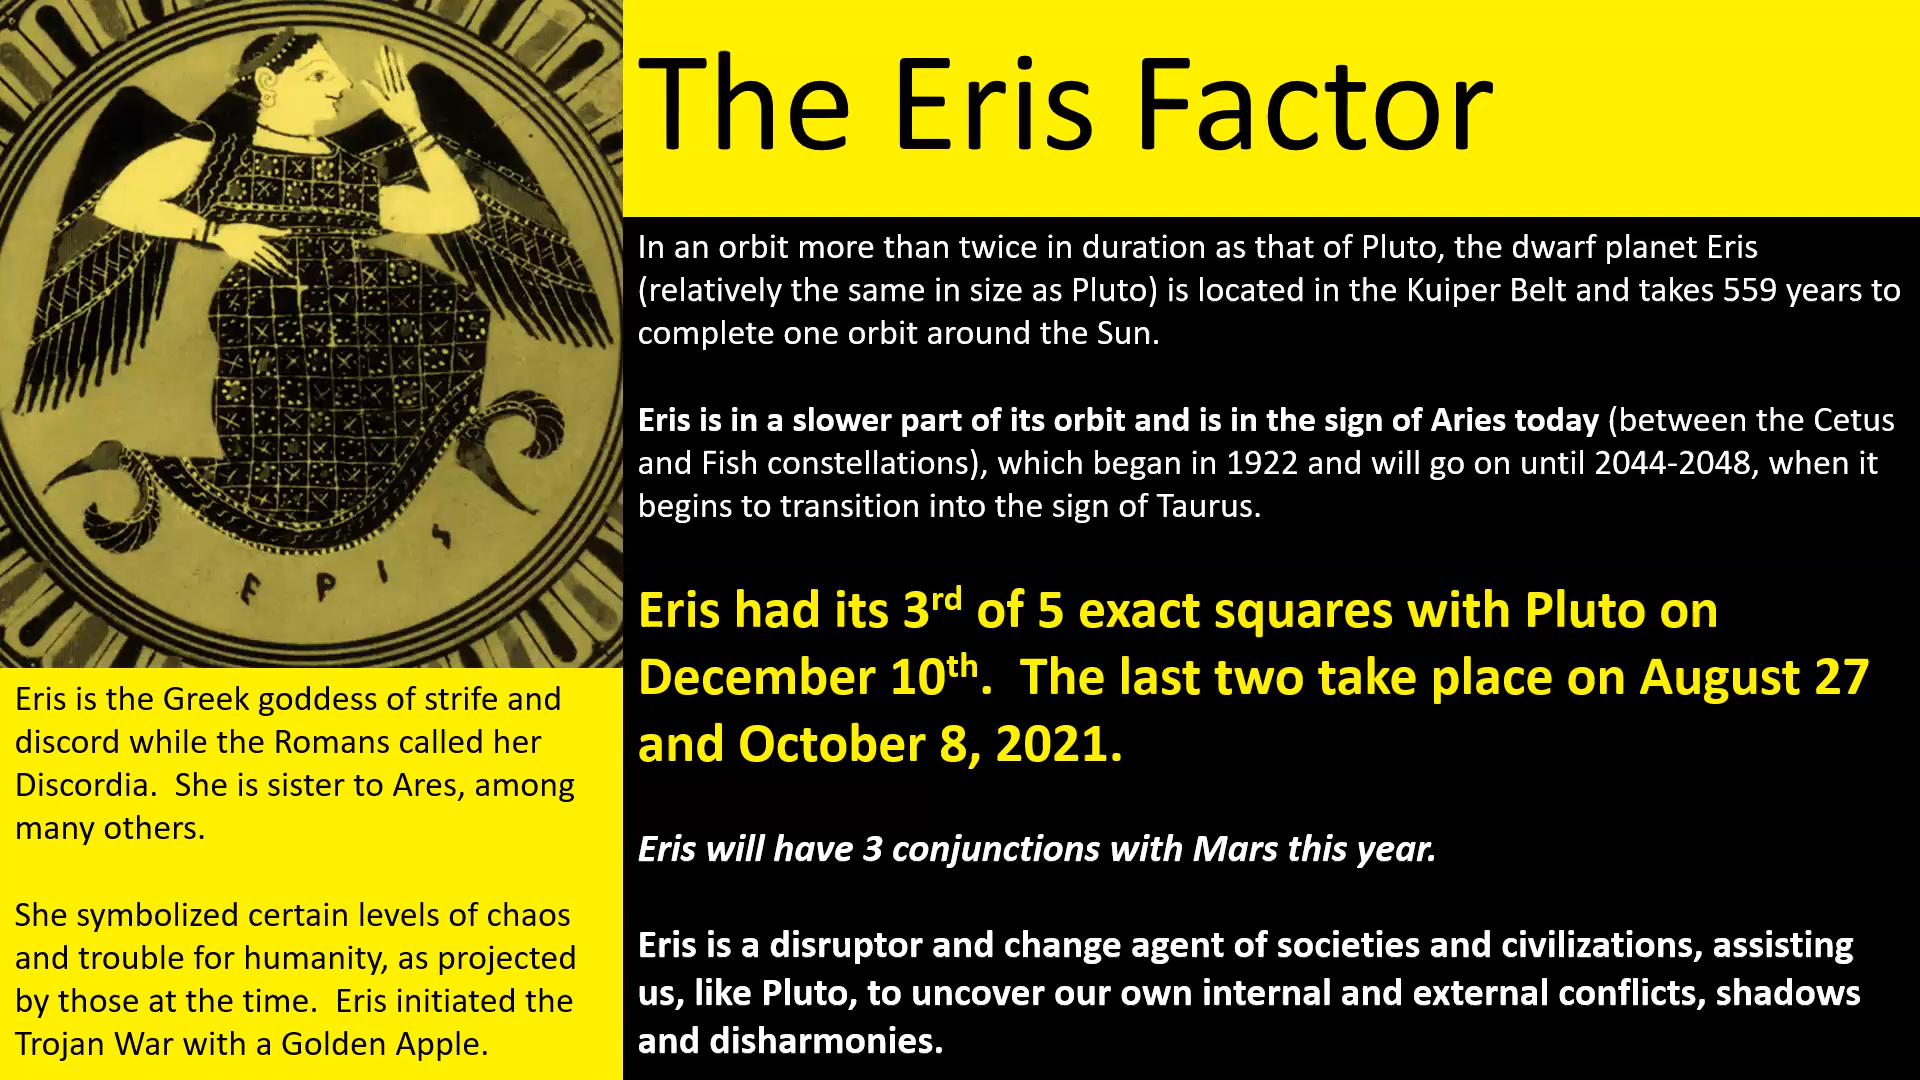 The Eris Factor
In an orbit more than twice in duration as that of Pluto, the dwarf planet Eris
(relatively the same in size as Pluto) is located in the Kuiper Belt and takes 559 years to
complete one orbit around the Sun.
Eris is in a slower part of its orbit and is in the sign of Aries today (between the Cetus
and Fish constellations), which began in 1922 and will go on until 2044-2048, when it
begins to transition into the sign of Taurus.
Eris had its 3rd of 5 exact squares with Pluto on
December 10th.  The last two take place on August 27
and October 8, 2021.
Eris will have 3 conjunctions with Mars this year.
Eris is a disruptor and change agent of societies and civilizations, assisting
us, like Pluto, to uncover our own internal and external conflicts, shadows
and disharmonies.
ΕΡΙΣ
Eris is the Greek goddess of strife and
discord while the Romans called her
Discordia.  She is sister to Ares, among
many others.
She symbolized certain levels of chaos
and trouble for humanity, as projected
by those at the time.  Eris initiated the
Trojan War with a Golden Apple.